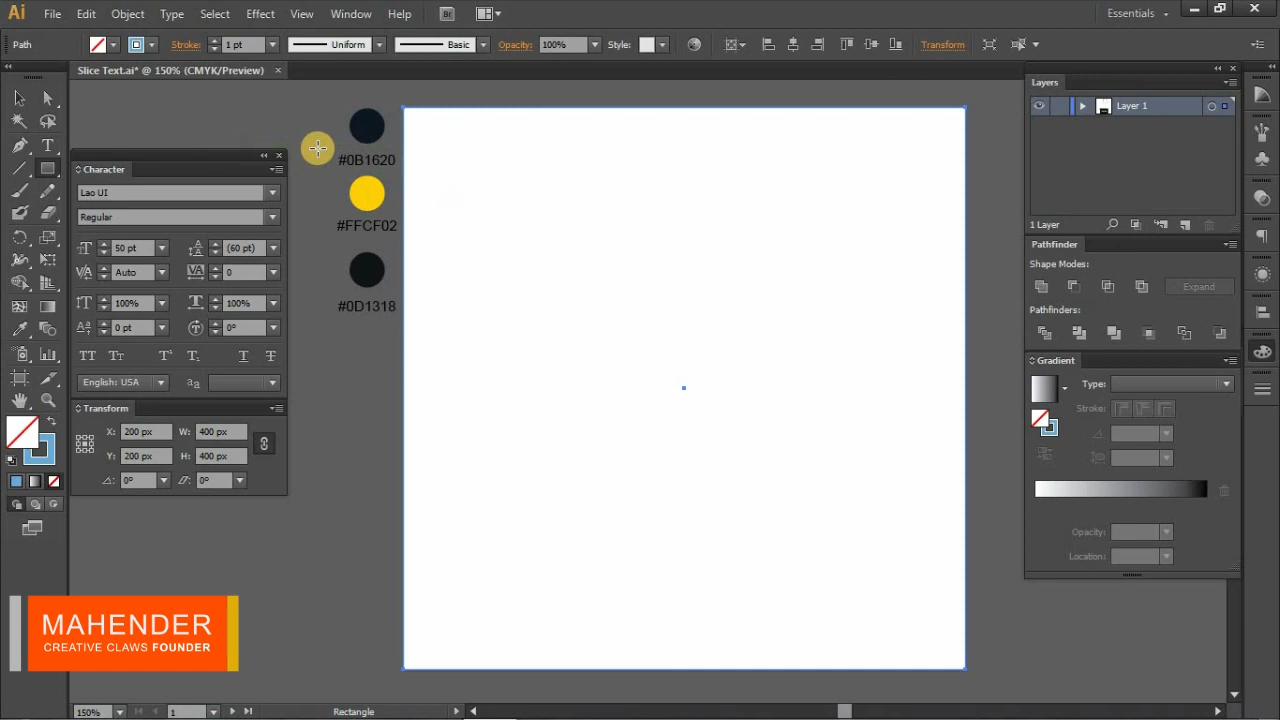 Ai File Edit Object Type Select Effect View Window Help Br Essentials
Path Stroke: 1 pt Uniform Basic Opacity: 100% Style: Transform
Slice Text.ai* @ 150% (CMYK/Preview) ×
#0B1620
#FFCF02
#0D1318
Character
Lao UI
Regular
50 pt (60 pt)
Auto 0
100% 100%
0 pt 0°
English: USA
Transform
X: 200 px W: 400 px
Y: 200 px H: 400 px
0° 0°
Layers
Layer 1
1 Layer
Pathfinder
Shape Modes:
Expand
Pathfinders:
Gradient
Type:
Stroke:
Opacity:
Location:
MAHENDER
CREATIVE CLAWS FOUNDER
150% 1 Rectangle